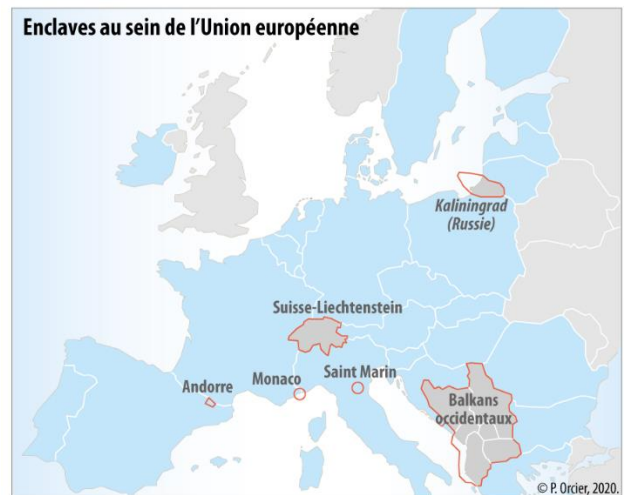 Enclaves au sein de l'Union européenne
Kaliningrad
(Russie)
Suisse-Liechtenstein
Andorre
Monaco
Saint Marin
Balkans
occidentaux
© P. Orcier, 2020.